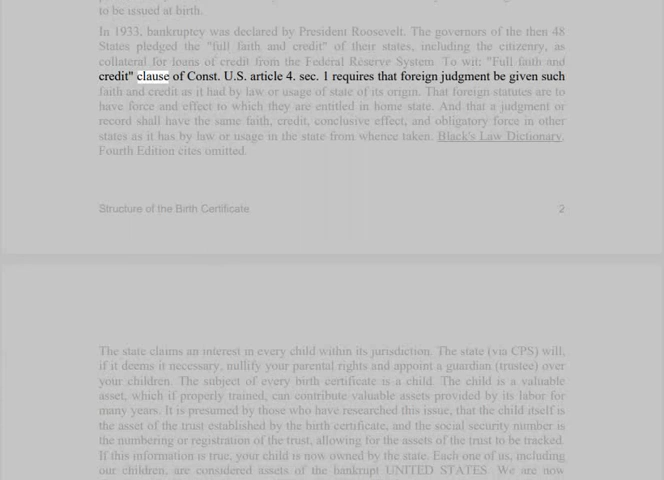 to be issued at birth.
In 1933, bankruptcy was declared by President Roosevelt. The governors of the then 48
States pledged the "full faith and credit" of their states, including the citizenry, as
collateral for loans of credit from the Federal Reserve System. To wit: "Full faith and
credit" clause of Const. U.S. article 4. sec. 1 requires that foreign judgment be given such
faith and credit as it had by law or usage of state of its origin. That foreign statutes are to
have force and effect to which they are entitled in home state. And that a judgment or
record shall have the same faith, credit, conclusive effect, and obligatory force in other
states as it has by law or usage in the state from whence taken. Black's Law Dictionary,
Fourth Edition cites omitted.
Structure of the Birth Certificate 2
The state claims an interest in every child within its jurisdiction. The state (via CPS) will,
if it deems it necessary, nullify your parental rights and appoint a guardian (trustee) over
your children. The subject of every birth certificate is a child. The child is a valuable
asset, which if properly trained, can contribute valuable assets provided by its labor for
many years. It is presumed by those who have researched this issue, that the child itself is
the asset of the trust established by the birth certificate, and the social security number is
the numbering or registration of the trust, allowing for the assets of the trust to be tracked.
If this information is true, your child is now owned by the state. Each one of us, including
our children, are considered assets of the bankrupt UNITED STATES. We are now